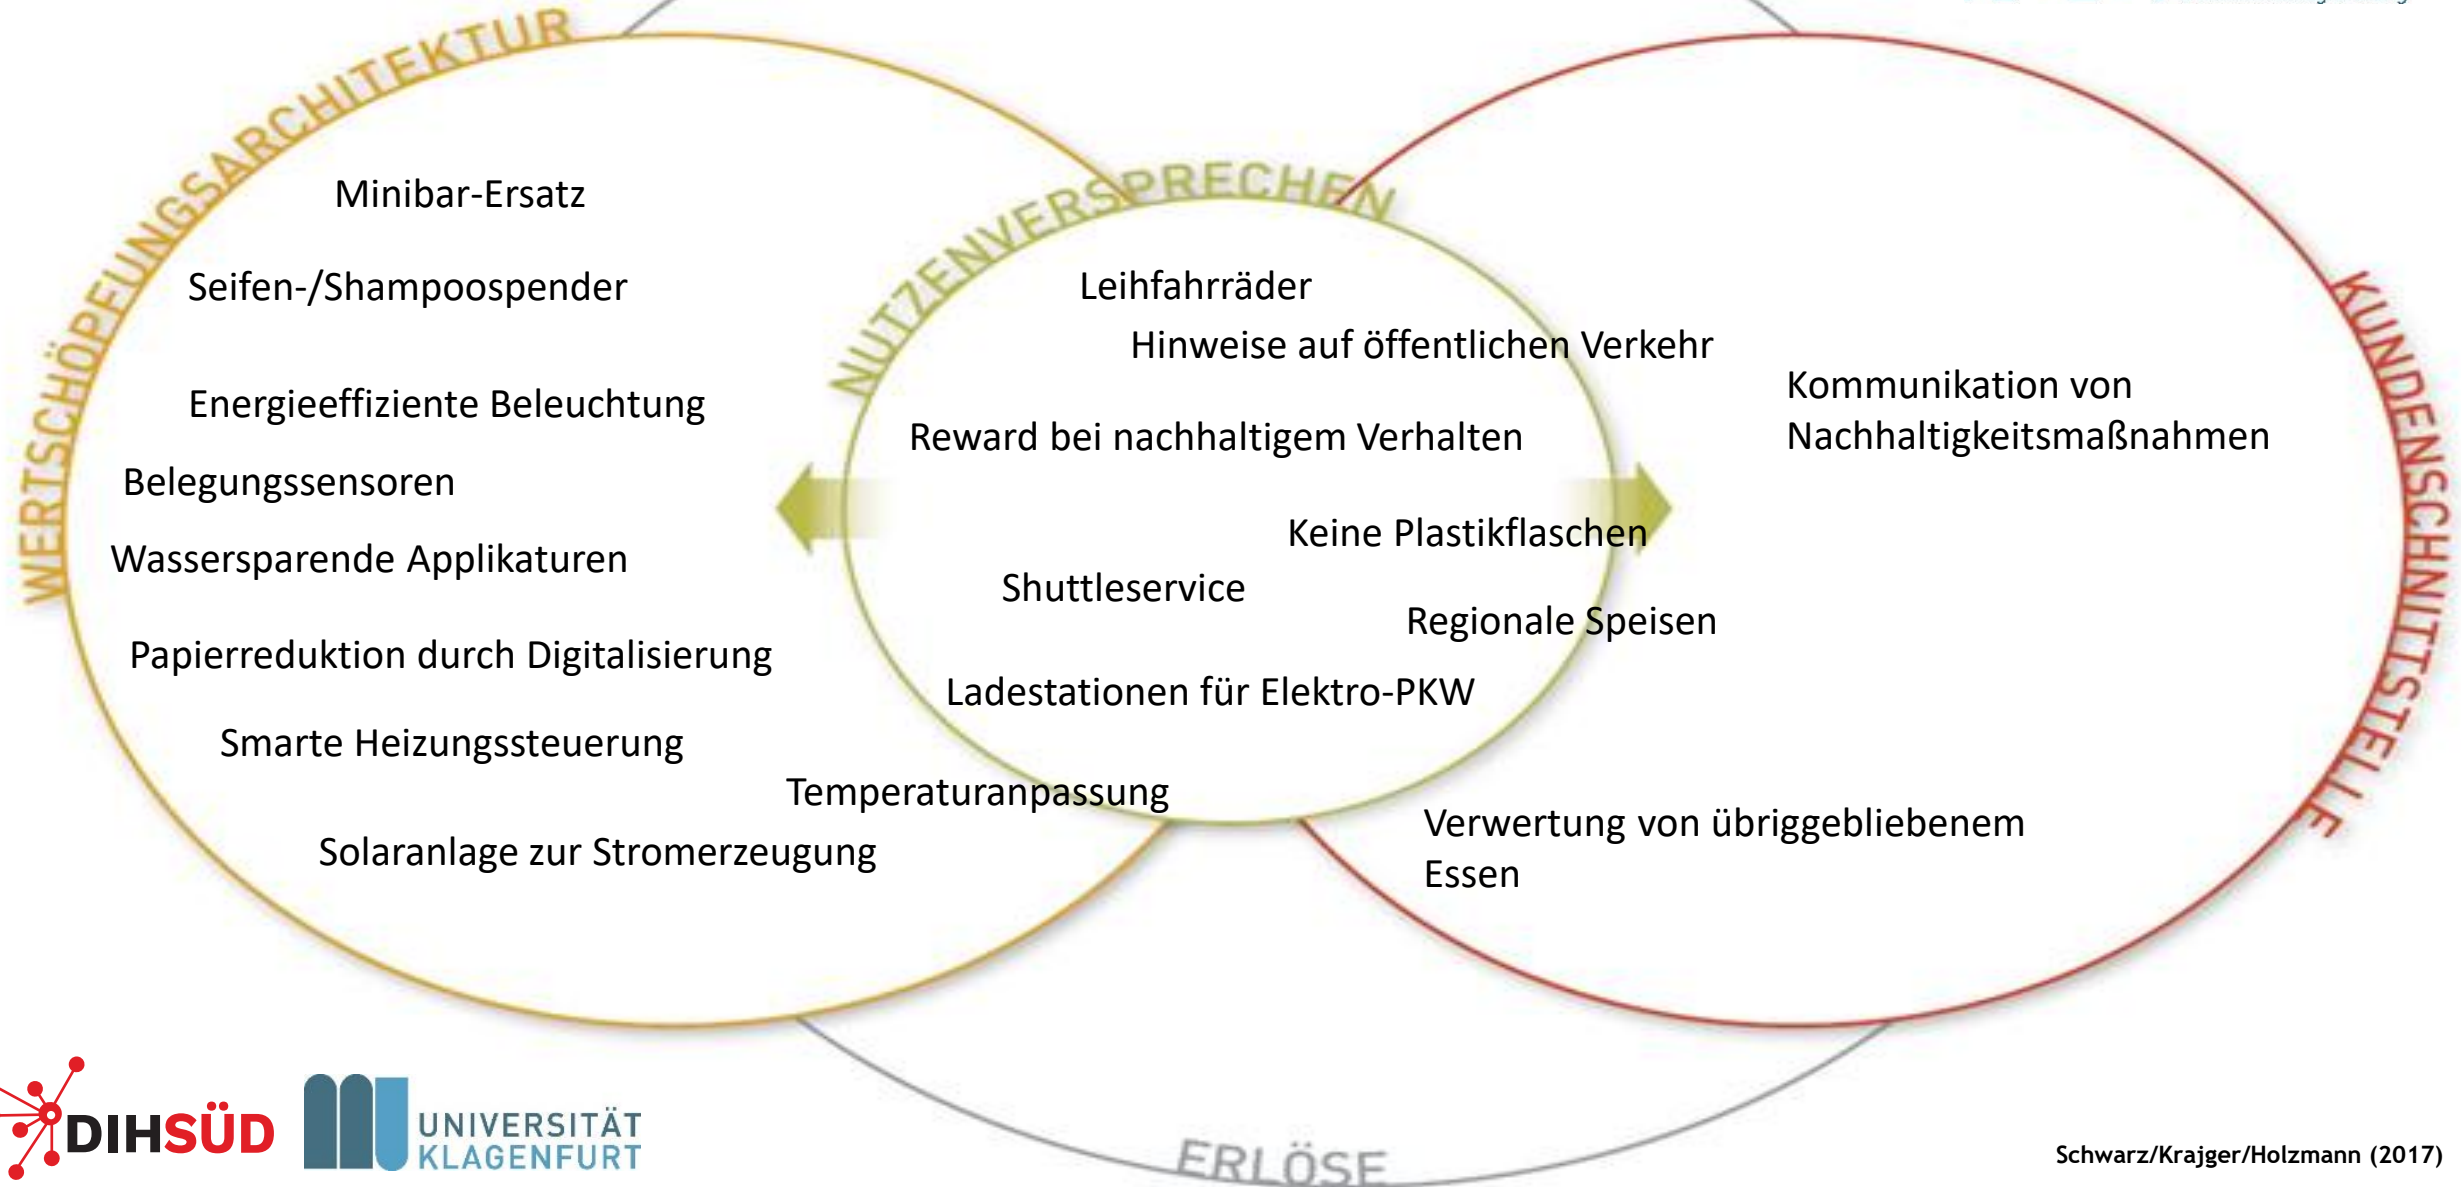 WERTSCHÖPFUNGSARCHITEKTUR
Minibar-Ersatz
Seifen-/Shampoospender
Energieeffiziente Beleuchtung
Belegungssensoren
Wassersparende Applikaturen
Papierreduktion durch Digitalisierung
Smarte Heizungssteuerung
Temperaturanpassung
Solaranlage zur Stromerzeugung
NUTZENVERSPRECHEN
Leihfahrräder
Hinweise auf öffentlichen Verkehr
Reward bei nachhaltigem Verhalten
Keine Plastikflaschen
Shuttleservice
Regionale Speisen
Ladestationen für Elektro-PKW
KUNDENSCHNITTSTELLE
Kommunikation von
Nachhaltigkeitsmaßnahmen
Verwertung von übriggebliebenem
Essen
ERLÖSE
DIHSÜD
UNIVERSITÄT
KLAGENFURT
Schwarz/Krajger/Holzmann (2017)